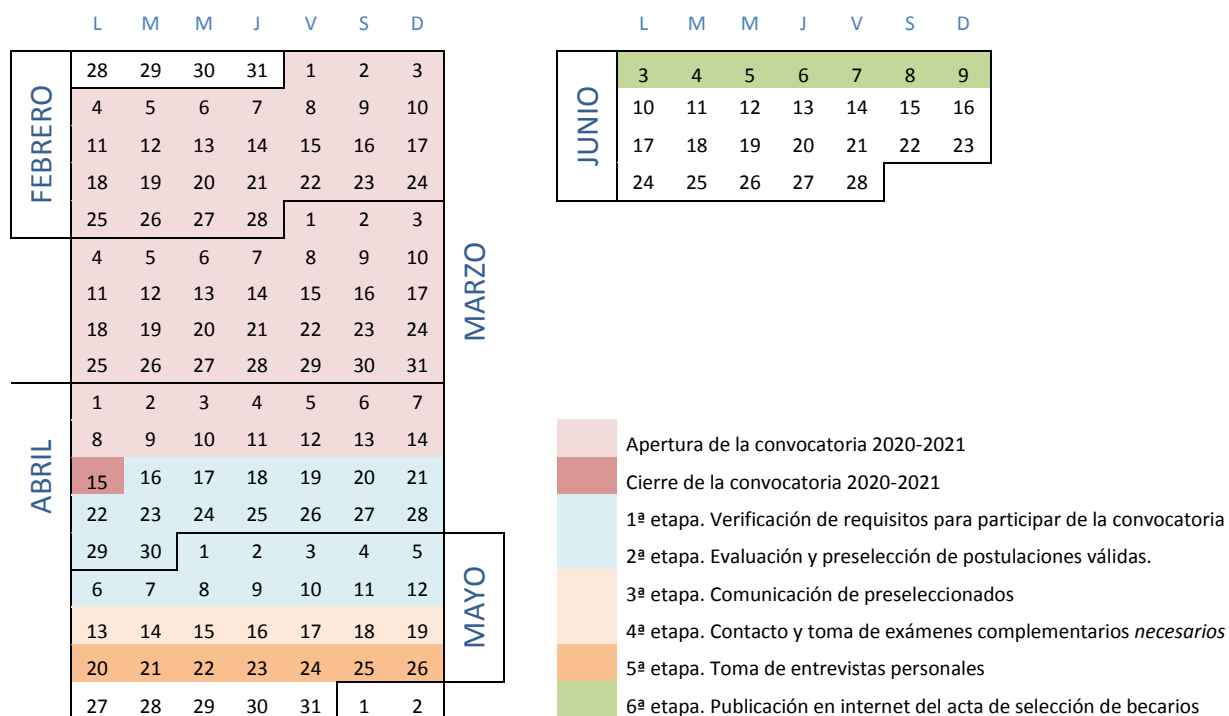 L M M J V S D
FEBRERO
28 29 30 31 1 2 3
4 5 6 7 8 9 10
11 12 13 14 15 16 17
18 19 20 21 22 23 24
25 26 27 28 1 2 3
MARZO
4 5 6 7 8 9 10
11 12 13 14 15 16 17
18 19 20 21 22 23 24
25 26 27 28 29 30 31
ABRIL
1 2 3 4 5 6 7
8 9 10 11 12 13 14
15 16 17 18 19 20 21
22 23 24 25 26 27 28
29 30 1 2 3 4 5
MAYO
6 7 8 9 10 11 12
13 14 15 16 17 18 19
20 21 22 23 24 25 26
27 28 29 30 31 1 2
L M M J V S D
JUNIO
3 4 5 6 7 8 9
10 11 12 13 14 15 16
17 18 19 20 21 22 23
24 25 26 27 28
Apertura de la convocatoria 2020-2021
Cierre de la convocatoria 2020-2021
1ª etapa. Verificación de requisitos para participar de la convocatoria
2ª etapa. Evaluación y preselección de postulaciones válidas.
3ª etapa. Comunicación de preseleccionados
4ª etapa. Contacto y toma de exámenes complementarios necesarios
5ª etapa. Toma de entrevistas personales
6ª etapa. Publicación en internet del acta de selección de becarios